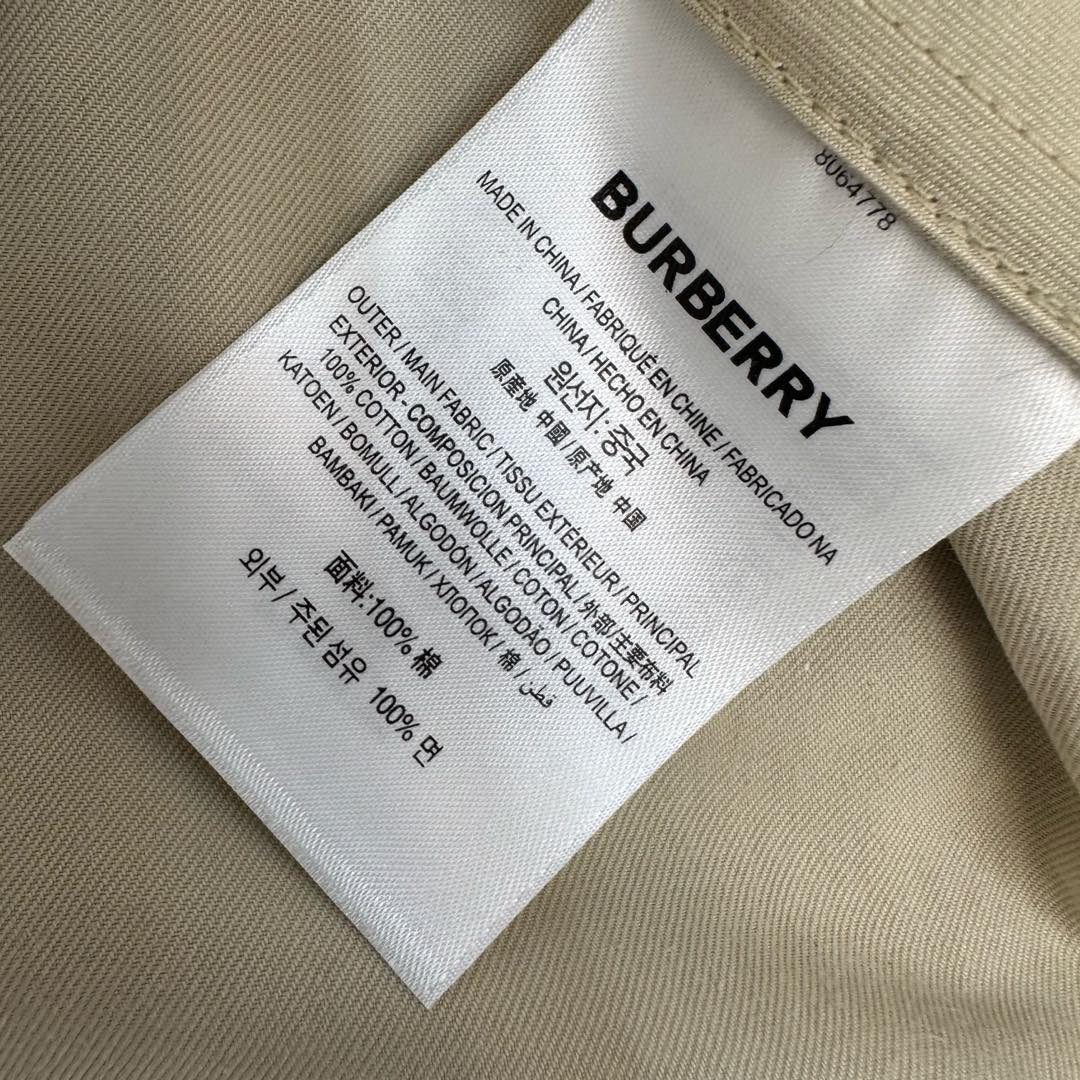 8064778
BURBERRY
MADE IN CHINA / FABRIQUÉ EN CHINE / FABRICADO NA
CHINA / HECHO EN CHINA
원산지: 중국
原產地 中國 / 原产地 中国
OUTER / MAIN FABRIC / TISSU EXTÉRIEUR / PRINCIPAL
EXTERIOR - COMPOSICION PRINCIPAL / 外部/主要布料
100% COTTON / BAUMWOLLE / COTON / COTONE /
KATOEN / BOMULL / ALGODÓN / ALGODÃO / PUUVILLA /
BAMBAKI / PAMUK / ХЛОПОК / 棉 / قطن
面料:100% 棉
외부 / 주된 섬유 100% 면